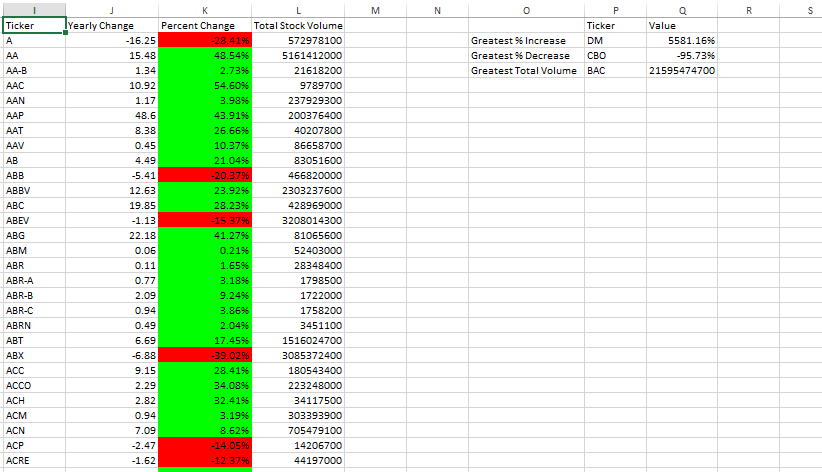 I J K L M N O P Q R S
Ticker Yearly Change Percent Change Total Stock Volume Ticker Value
A -16.25 -28.41% 572978100 Greatest % Increase DM 5581.16%
AA 15.48 48.54% 5161412000 Greatest % Decrease CBO -95.73%
AA-B 1.34 2.73% 21618200 Greatest Total Volume BAC 21595474700
AAC 10.92 54.60% 9789700
AAN 1.17 3.98% 237929300
AAP 48.6 43.91% 200376400
AAT 8.38 26.66% 40207800
AAV 0.45 10.37% 86658700
AB 4.49 21.04% 83051600
ABB -5.41 -20.37% 466820000
ABBV 12.63 23.92% 2303237600
ABC 19.85 28.23% 428969000
ABEV -1.13 -15.37% 3208014300
ABG 22.18 41.27% 81065600
ABM 0.06 0.21% 52403000
ABR 0.11 1.65% 28348400
ABR-A 0.77 3.18% 1798500
ABR-B 2.09 9.24% 1722000
ABR-C 0.94 3.86% 1758200
ABRN 0.49 2.04% 3451100
ABT 6.69 17.45% 1516024700
ABX -6.88 -39.02% 3085372400
ACC 9.15 28.41% 180543400
ACCO 2.29 34.08% 223248000
ACH 2.82 32.41% 34117500
ACM 0.94 3.19% 303393900
ACN 7.09 8.62% 705479100
ACP -2.47 -14.05% 14206700
ACRE -1.62 -12.37% 44197000